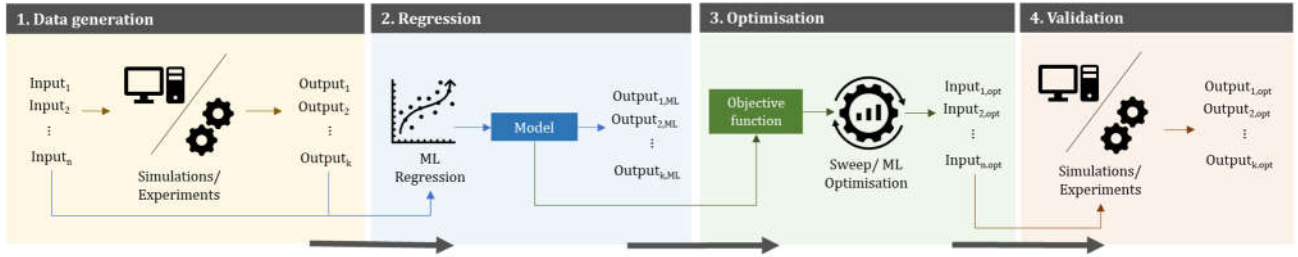 1. Data generation
Input1
Input2
⋮
Inputn
Simulations/
Experiments
Output1
Output2
⋮
Outputk
2. Regression
ML
Regression
Model
Output1,ML
Output2,ML
⋮
Outputk,ML
3. Optimisation
Objective
function
Sweep/ ML
Optimisation
Input1,opt
Input2,opt
⋮
Inputn.opt
4. Validation
Simulations/
Experiments
Output1,opt
Output2,opt
⋮
Outputk.opt